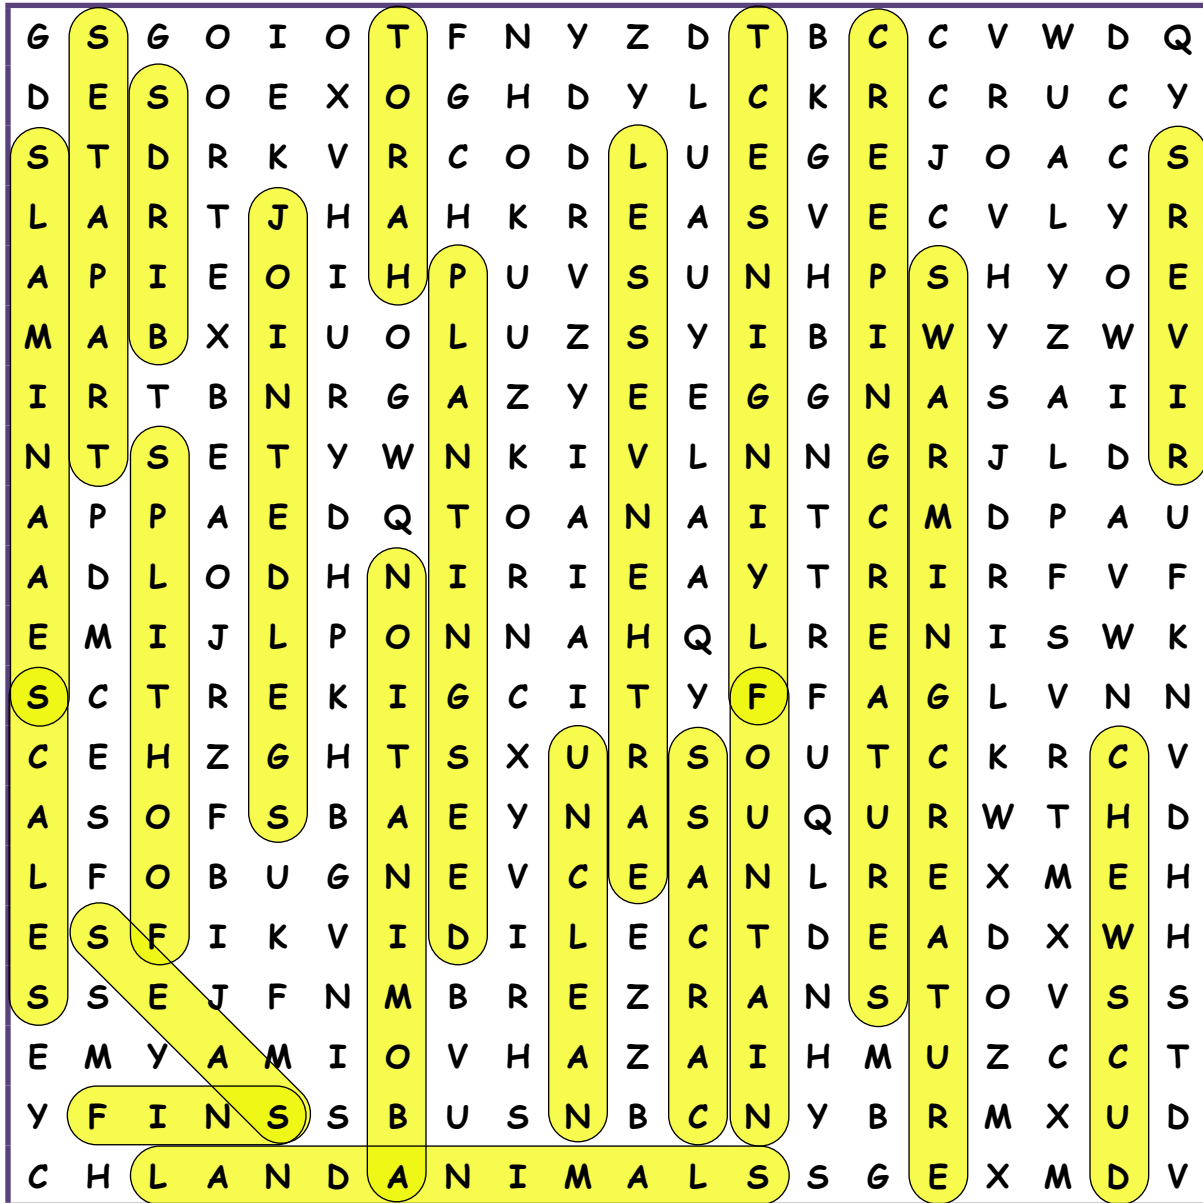 G S G O I O T F N Y Z D T B C C V W D Q
D E S O E X O G H D Y L C K R C R U C Y
S T D R K V R C O D L U E G E J O A C S
L A R T J H A H K R E A S V E C V L Y R
A P I E O I H P U V S U N H P S H Y O E
M A B X I U O L U Z S Y I B I W Y Z W V
I R T B N R G A Z Y E E G G N A S A I I
N T S E T Y W N K I V L N N G R J L D R
A P P A E D Q T O A N A I T C M D P A U
A D L O D H N I R I E A Y T R I R F V F
E M I J L P O N N A H Q L R E N I S W K
S C T R E K I G C I T Y F F A G L V N N
C E H Z G H T S X U R S O U T C K R C V
A S O F S B A E Y N A S U Q U R W T H D
L F O B U G N E V C E A N L R E X M E H
E S F I K V I D I L E C T D E A D X W H
S S E J F N M B R E Z R A N S T O V S S
E M Y A M I O V H A Z A I H M U Z C C T
Y F I N S S B U S N B C N Y B R M X U D
C H L A N D A N I M A L S S G E X M D V